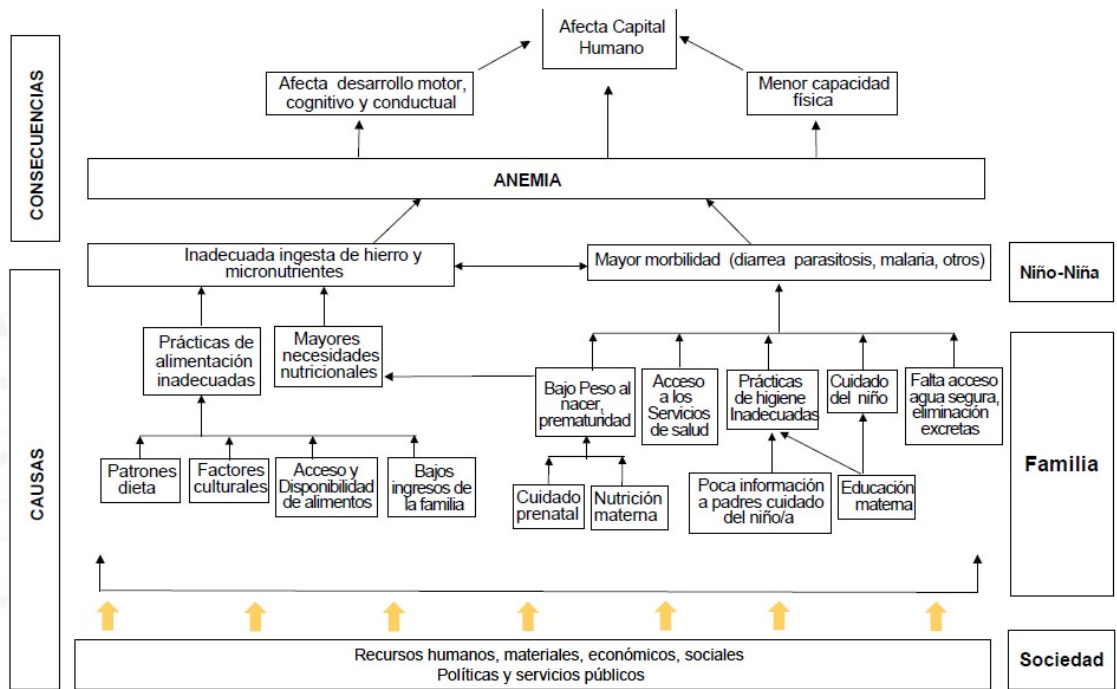 Afecta Capital
Humano
CONSECUENCIAS
Afecta desarrollo motor,
cognitivo y conductual
Menor capacidad
física
ANEMIA
Inadecuada ingesta de hierro y
micronutrientes
Mayor morbilidad (diarrea parasitosis, malaria, otros)
Niño-Niña
CAUSAS
Prácticas de
alimentación
inadecuadas
Mayores
necesidades
nutricionales
Bajo Peso al
nacer,
prematuridad
Acceso
a los
Servicios
de salud
Prácticas
de higiene
Inadecuadas
Cuidado
del niño
Falta acceso
agua segura,
eliminación
excretas
Familia
Patrones
dieta
Factores
culturales
Acceso y
Disponibilidad
de alimentos
Bajos
ingresos de
la familia
Cuidado
prenatal
Nutrición
materna
Poca información
a padres cuidado
del niño/a
Educación
materna
Recursos humanos, materiales, económicos, sociales
Políticas y servicios públicos
Sociedad